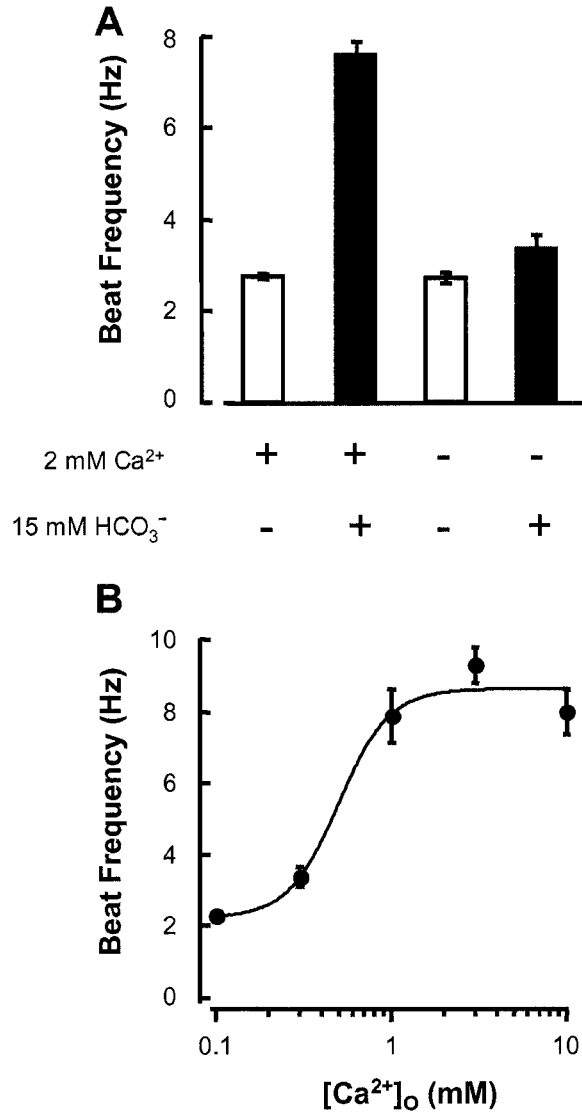 A
Beat Frequency (Hz)
8
6
4
2
0
2 mM Ca²⁺ + + - -
15 mM HCO₃⁻ - + - +
B
Beat Frequency (Hz)
10
8
6
4
2
0
0.1 1 10
[Ca²⁺]O (mM)